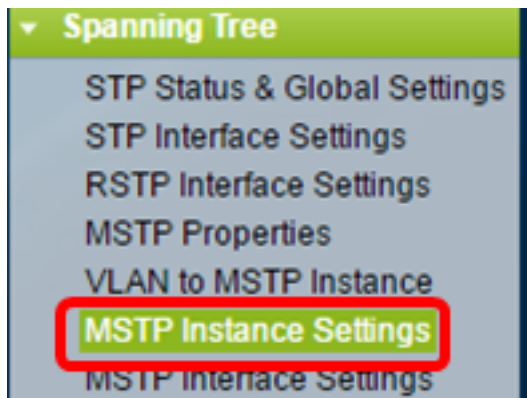 Spanning Tree
STP Status & Global Settings
STP Interface Settings
RSTP Interface Settings
MSTP Properties
VLAN to MSTP Instance
MSTP Instance Settings
MSTP Interface Settings